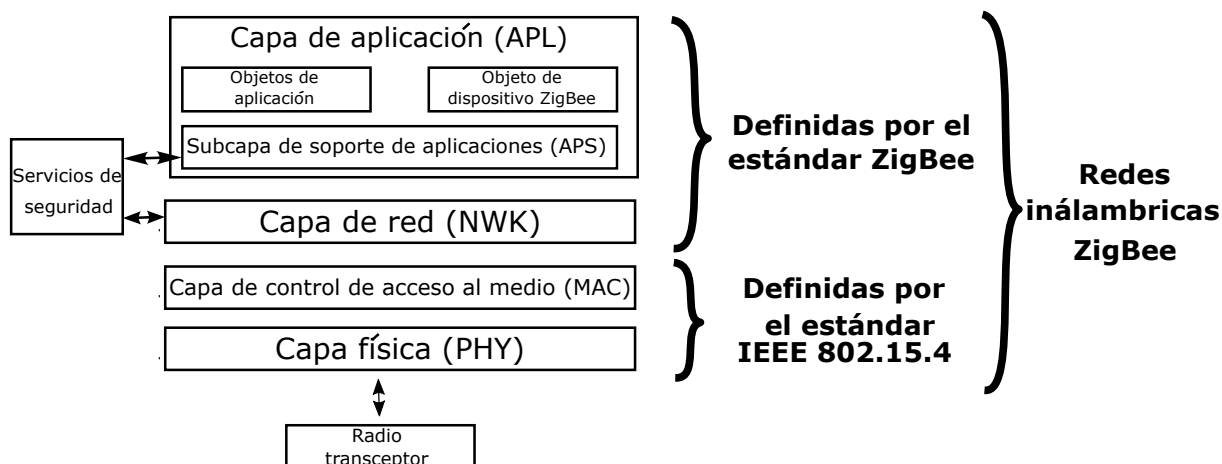 Capa de aplicación (APL)
Objetos de
aplicación
Objeto de
dispositivo ZigBee
Subcapa de soporte de aplicaciones (APS)
Servicios de
seguridad
Capa de red (NWK)
Capa de control de acceso al medio (MAC)
Capa física (PHY)
Radio
transceptor
Definidas por el
estándar ZigBee
Definidas por
el estándar
IEEE 802.15.4
Redes
inálambricas
ZigBee